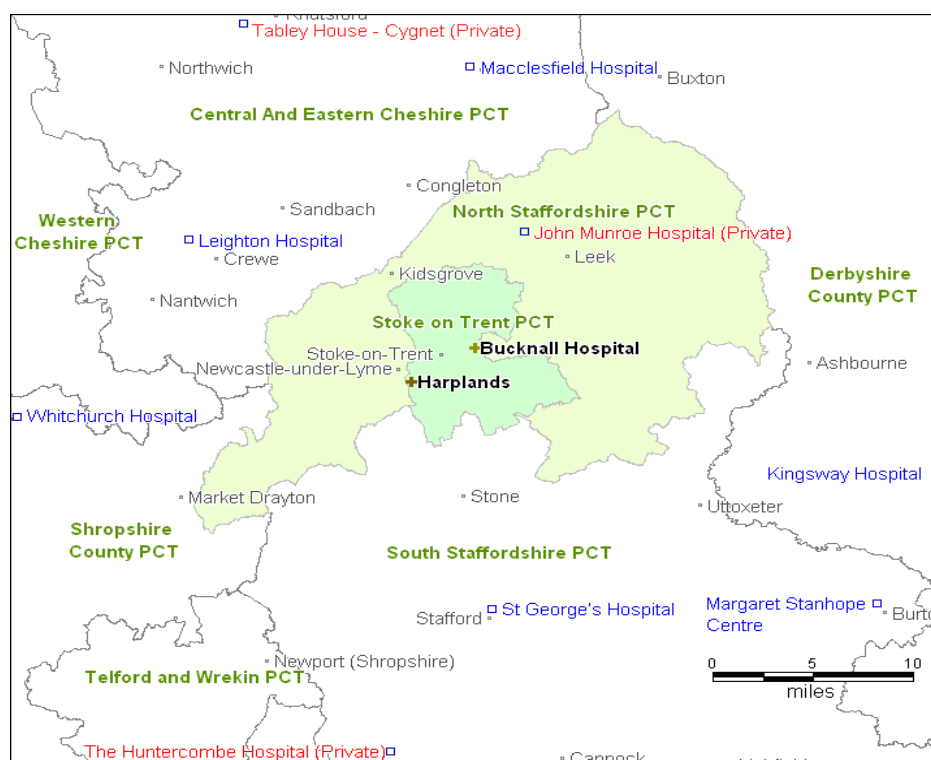 Knutsford
Tabley House - Cygnet (Private)
Northwich
Macclesfield Hospital
Buxton
Central And Eastern Cheshire PCT
Congleton
Sandbach
North Staffordshire PCT
Western
Cheshire PCT
Leighton Hospital
John Munroe Hospital (Private)
Crewe
Leek
Kidsgrove
Derbyshire
County PCT
Nantwich
Stoke on Trent PCT
Bucknall Hospital
Stoke-on-Trent
Newcastle-under-Lyme
Ashbourne
Harplands
Whitchurch Hospital
Kingsway Hospital
Market Drayton
Stone
Uttoxeter
Shropshire
County PCT
South Staffordshire PCT
St George's Hospital
Stafford
Margaret Stanhope
Centre
Burto
Newport (Shropshire)
Telford and Wrekin PCT
0 5 10
miles
The Huntercombe Hospital (Private)
Cannock